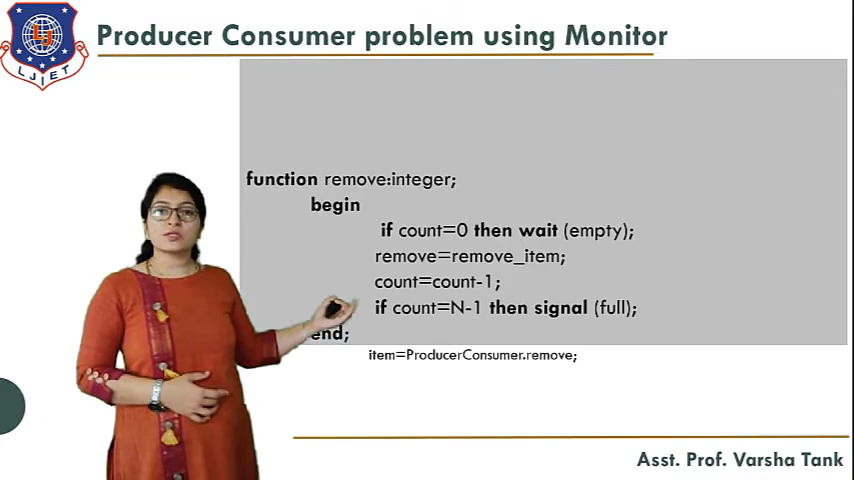 Producer Consumer problem using Monitor
LJIET
function remove:integer;
begin
if count=0 then wait (empty);
remove=remove_item;
count=count-1;
if count=N-1 then signal (full);
end;
item=ProducerConsumer.remove;
Asst. Prof. Varsha Tank